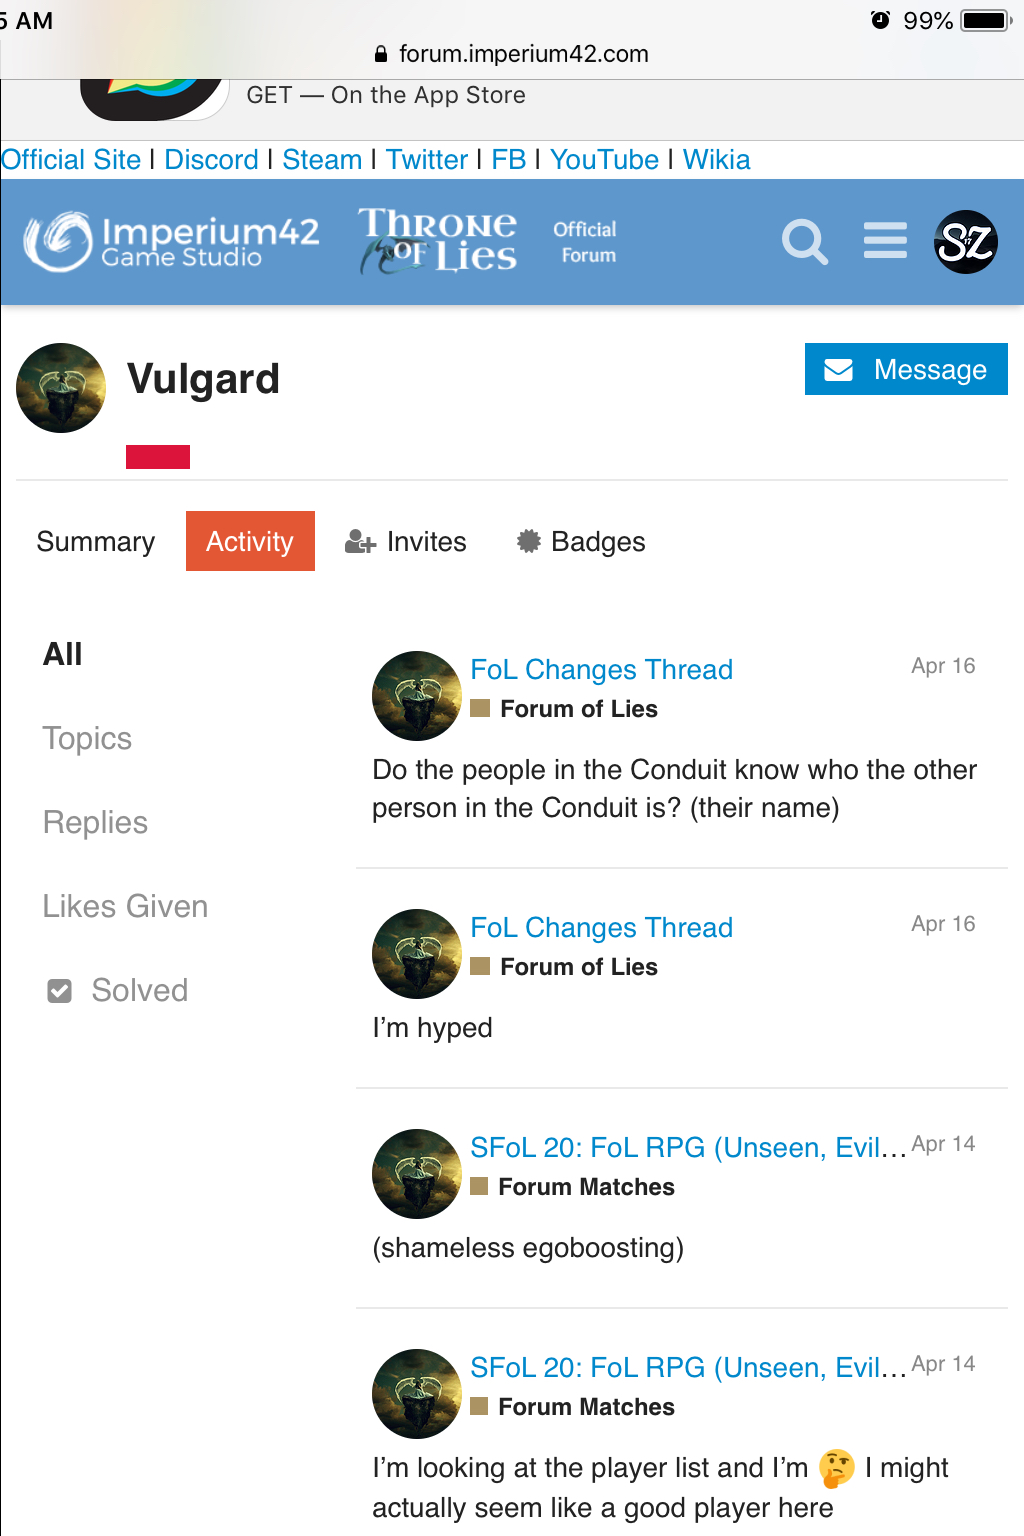 5 AM
99%
forum.imperium42.com
GET — On the App Store
Official Site | Discord | Steam | Twitter | FB | YouTube | Wikia
Imperium42
Game Studio
Throne
of Lies
Official
Forum
SZ
Vulgard
Message
Summary
Activity
Invites
Badges
All
Topics
Replies
Likes Given
Solved
FoL Changes Thread
Apr 16
Forum of Lies
Do the people in the Conduit know who the other
person in the Conduit is? (their name)
FoL Changes Thread
Apr 16
Forum of Lies
I’m hyped
SFoL 20: FoL RPG (Unseen, Evil…
Apr 14
Forum Matches
(shameless egoboosting)
SFoL 20: FoL RPG (Unseen, Evil…
Apr 14
Forum Matches
I’m looking at the player list and I’m 🤔 I might
actually seem like a good player here